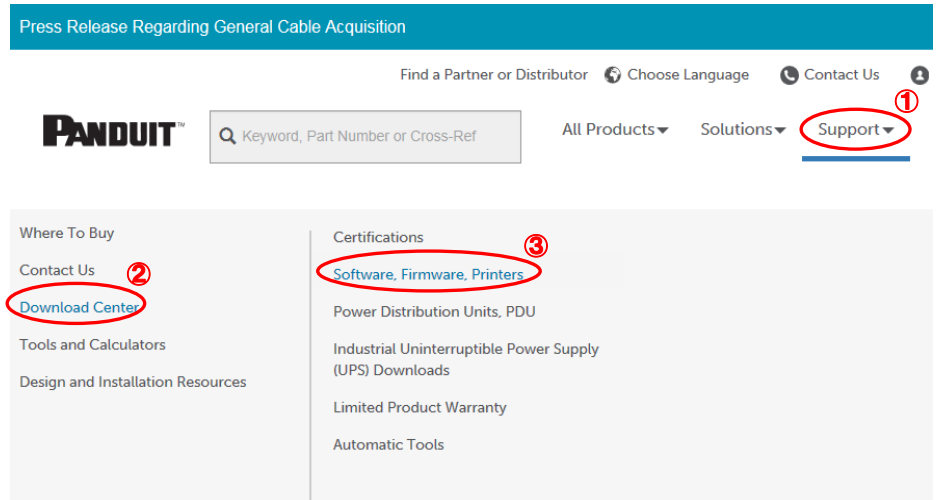 Press Release Regarding General Cable Acquisition
Find a Partner or Distributor Choose Language Contact Us
①
PANDUIT™ Keyword, Part Number or Cross-Ref All Products Solutions Support
Where To Buy
Contact Us
②
Download Center
Tools and Calculators
Design and Installation Resources
Certifications
③
Software, Firmware, Printers
Power Distribution Units, PDU
Industrial Uninterruptible Power Supply
(UPS) Downloads
Limited Product Warranty
Automatic Tools